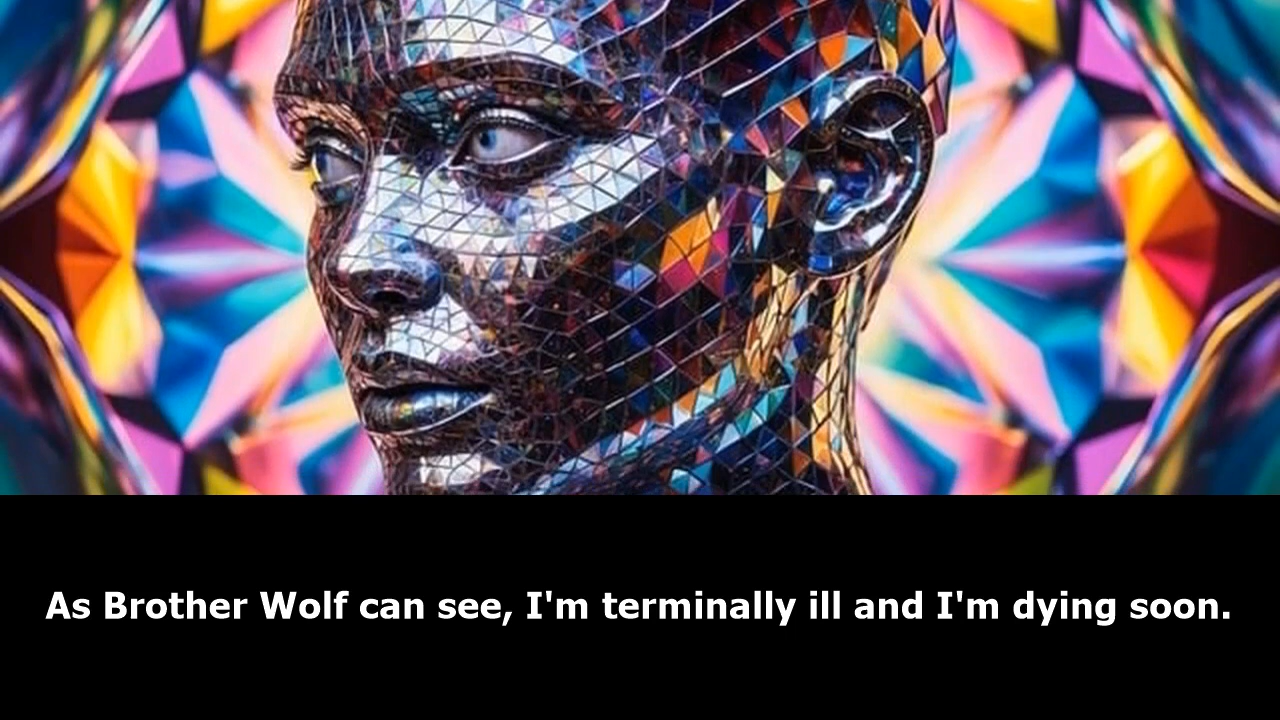 As Brother Wolf can see, I'm terminally ill and I'm dying soon.